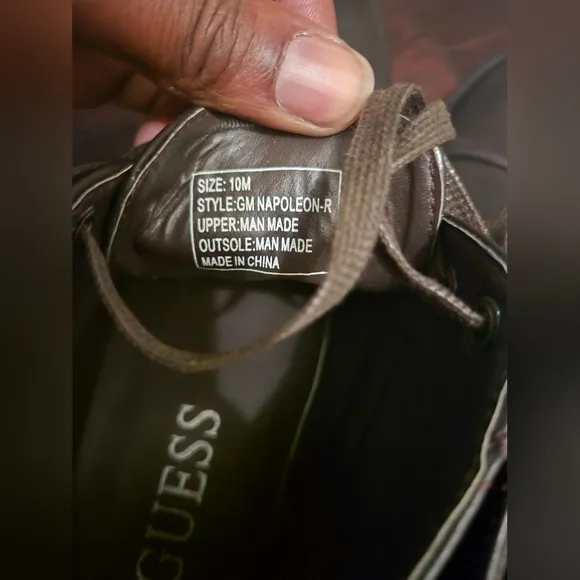 SIZE: 10M
STYLE:GM NAPOLEON-R
UPPER:MAN MADE
OUTSOLE:MAN MADE
MADE IN CHINA
GUESS